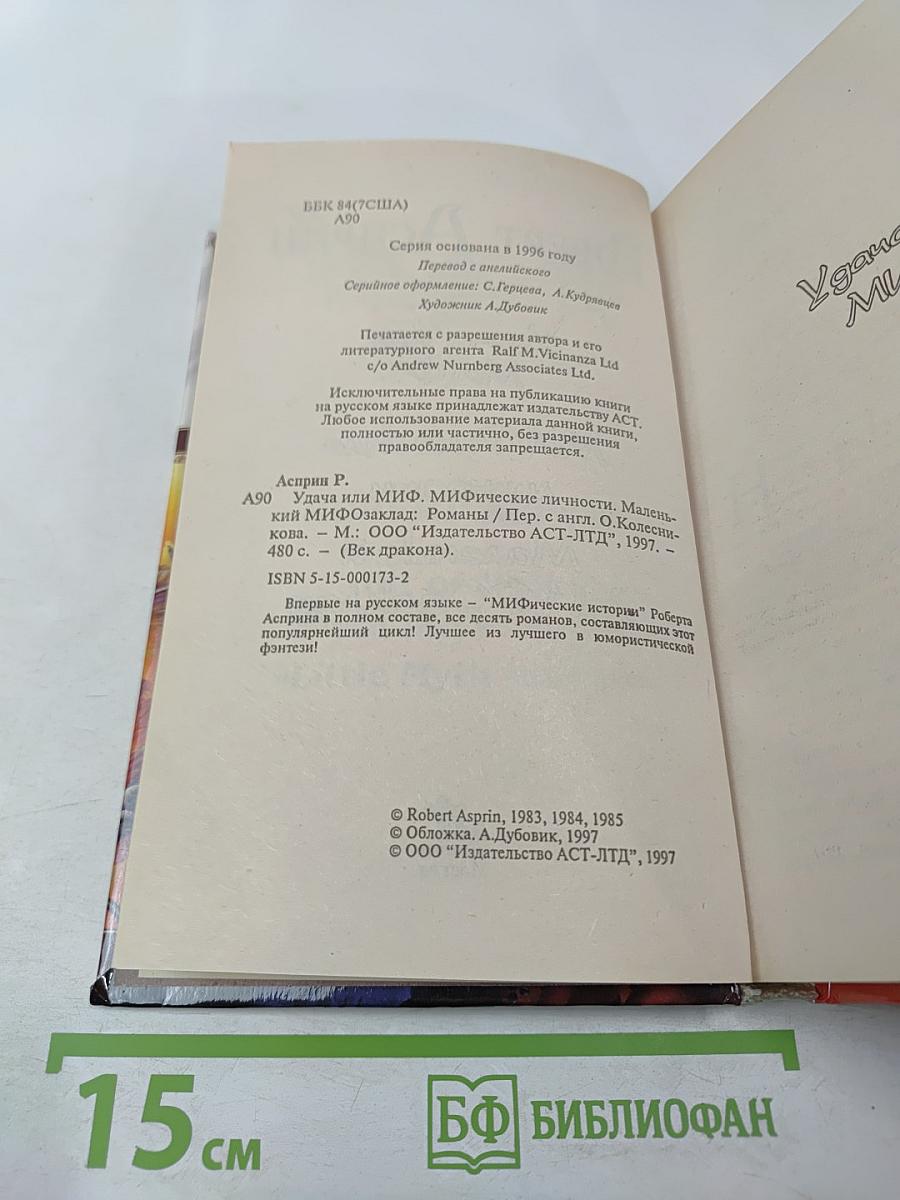 ББК 84(7США)
А90
Серия основана в 1996 году
Перевод с английского
Серийное оформление: С.Герцева, А.Кудрявцев
Художник А.Дубовик
Печатается с разрешения автора и его
литературного агента Ralf M.Vicinanza Ltd
c/o Andrew Nurnberg Associates Ltd.
Исключительные права на публикацию книги
на русском языке принадлежат издательству АСТ.
Любое использование материала данной книги,
полностью или частично, без разрешения
правообладателя запрещается.
Асприн Р.
А90 Удача или МИФ. МИФические личности. Малень-
кий МИФОзаклад: Романы / Пер. с англ. О.Колесни-
кова. – М.: ООО "Издательство АСТ-ЛТД", 1997. –
480 с. – (Век дракона).
ISBN 5-15-000173-2
Впервые на русском языке – "МИФические истории" Роберта
Асприна в полном составе, все десять романов, составляющих этот
популярнейший цикл! Лучшее из лучшего в юмористической
фэнтези!
© Robert Asprin, 1983, 1984, 1985
© Обложка. А.Дубовик, 1997
© ООО "Издательство АСТ-ЛТД", 1997
15 см
БФ БИБЛИОФАН